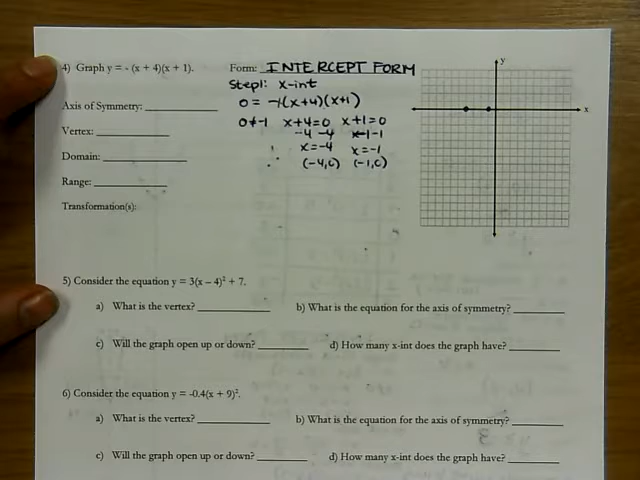 4) Graph y = - (x + 4)(x + 1). Form: INTERCEPT FORM
Step 1: x-int
0 = -1(x+4)(x+1)
0≠-1 x+4=0 x+1=0
-4 -4 -1 -1
x=-4 x=-1
∴ (-4,0) (-1,0)
y
x
Axis of Symmetry:
Vertex:
Domain:
Range:
Transformation(s):
5) Consider the equation y = 3(x – 4)² + 7.
a) What is the vertex? b) What is the equation for the axis of symmetry?
c) Will the graph open up or down? d) How many x-int does the graph have?
6) Consider the equation y = -0.4(x + 9)².
a) What is the vertex? b) What is the equation for the axis of symmetry?
c) Will the graph open up or down? d) How many x-int does the graph have?